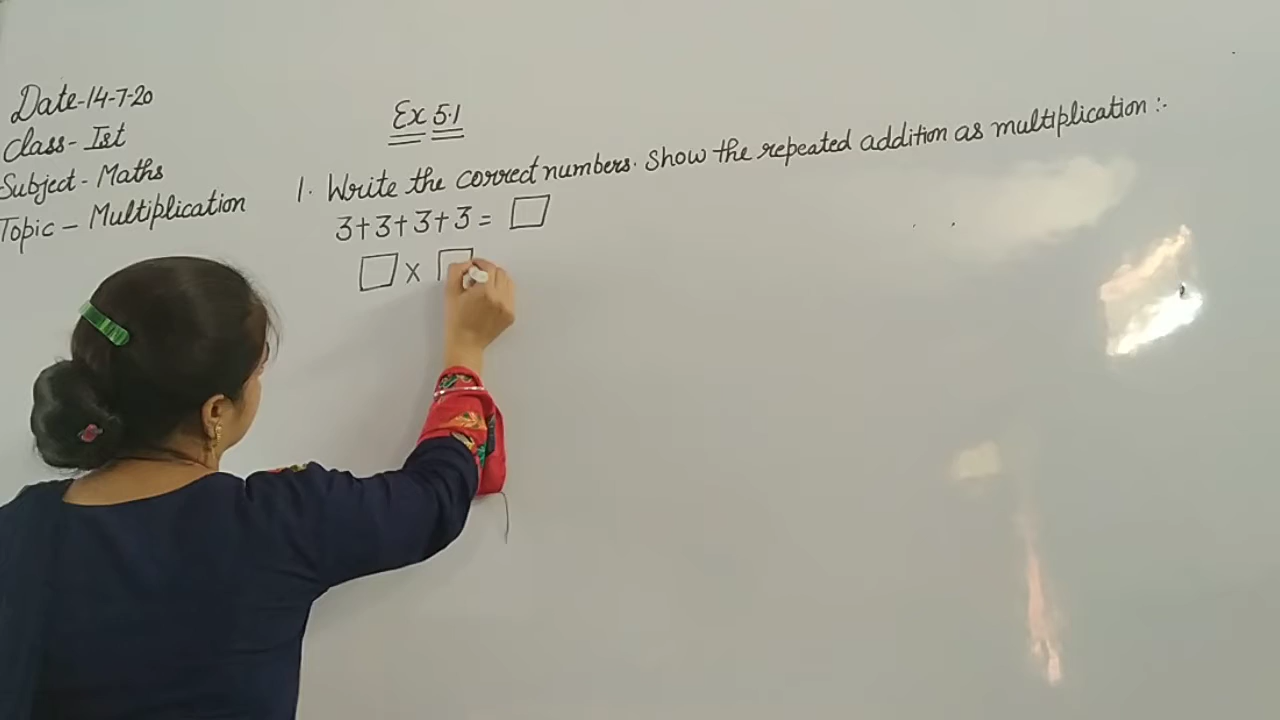 Date-14-7-20
Class- Ist
Subject- Maths
Topic - Multiplication
Ex 5.1
1. Write the correct numbers. Show the repeated addition as multiplication:-
3+3+3+3= □
□ x □